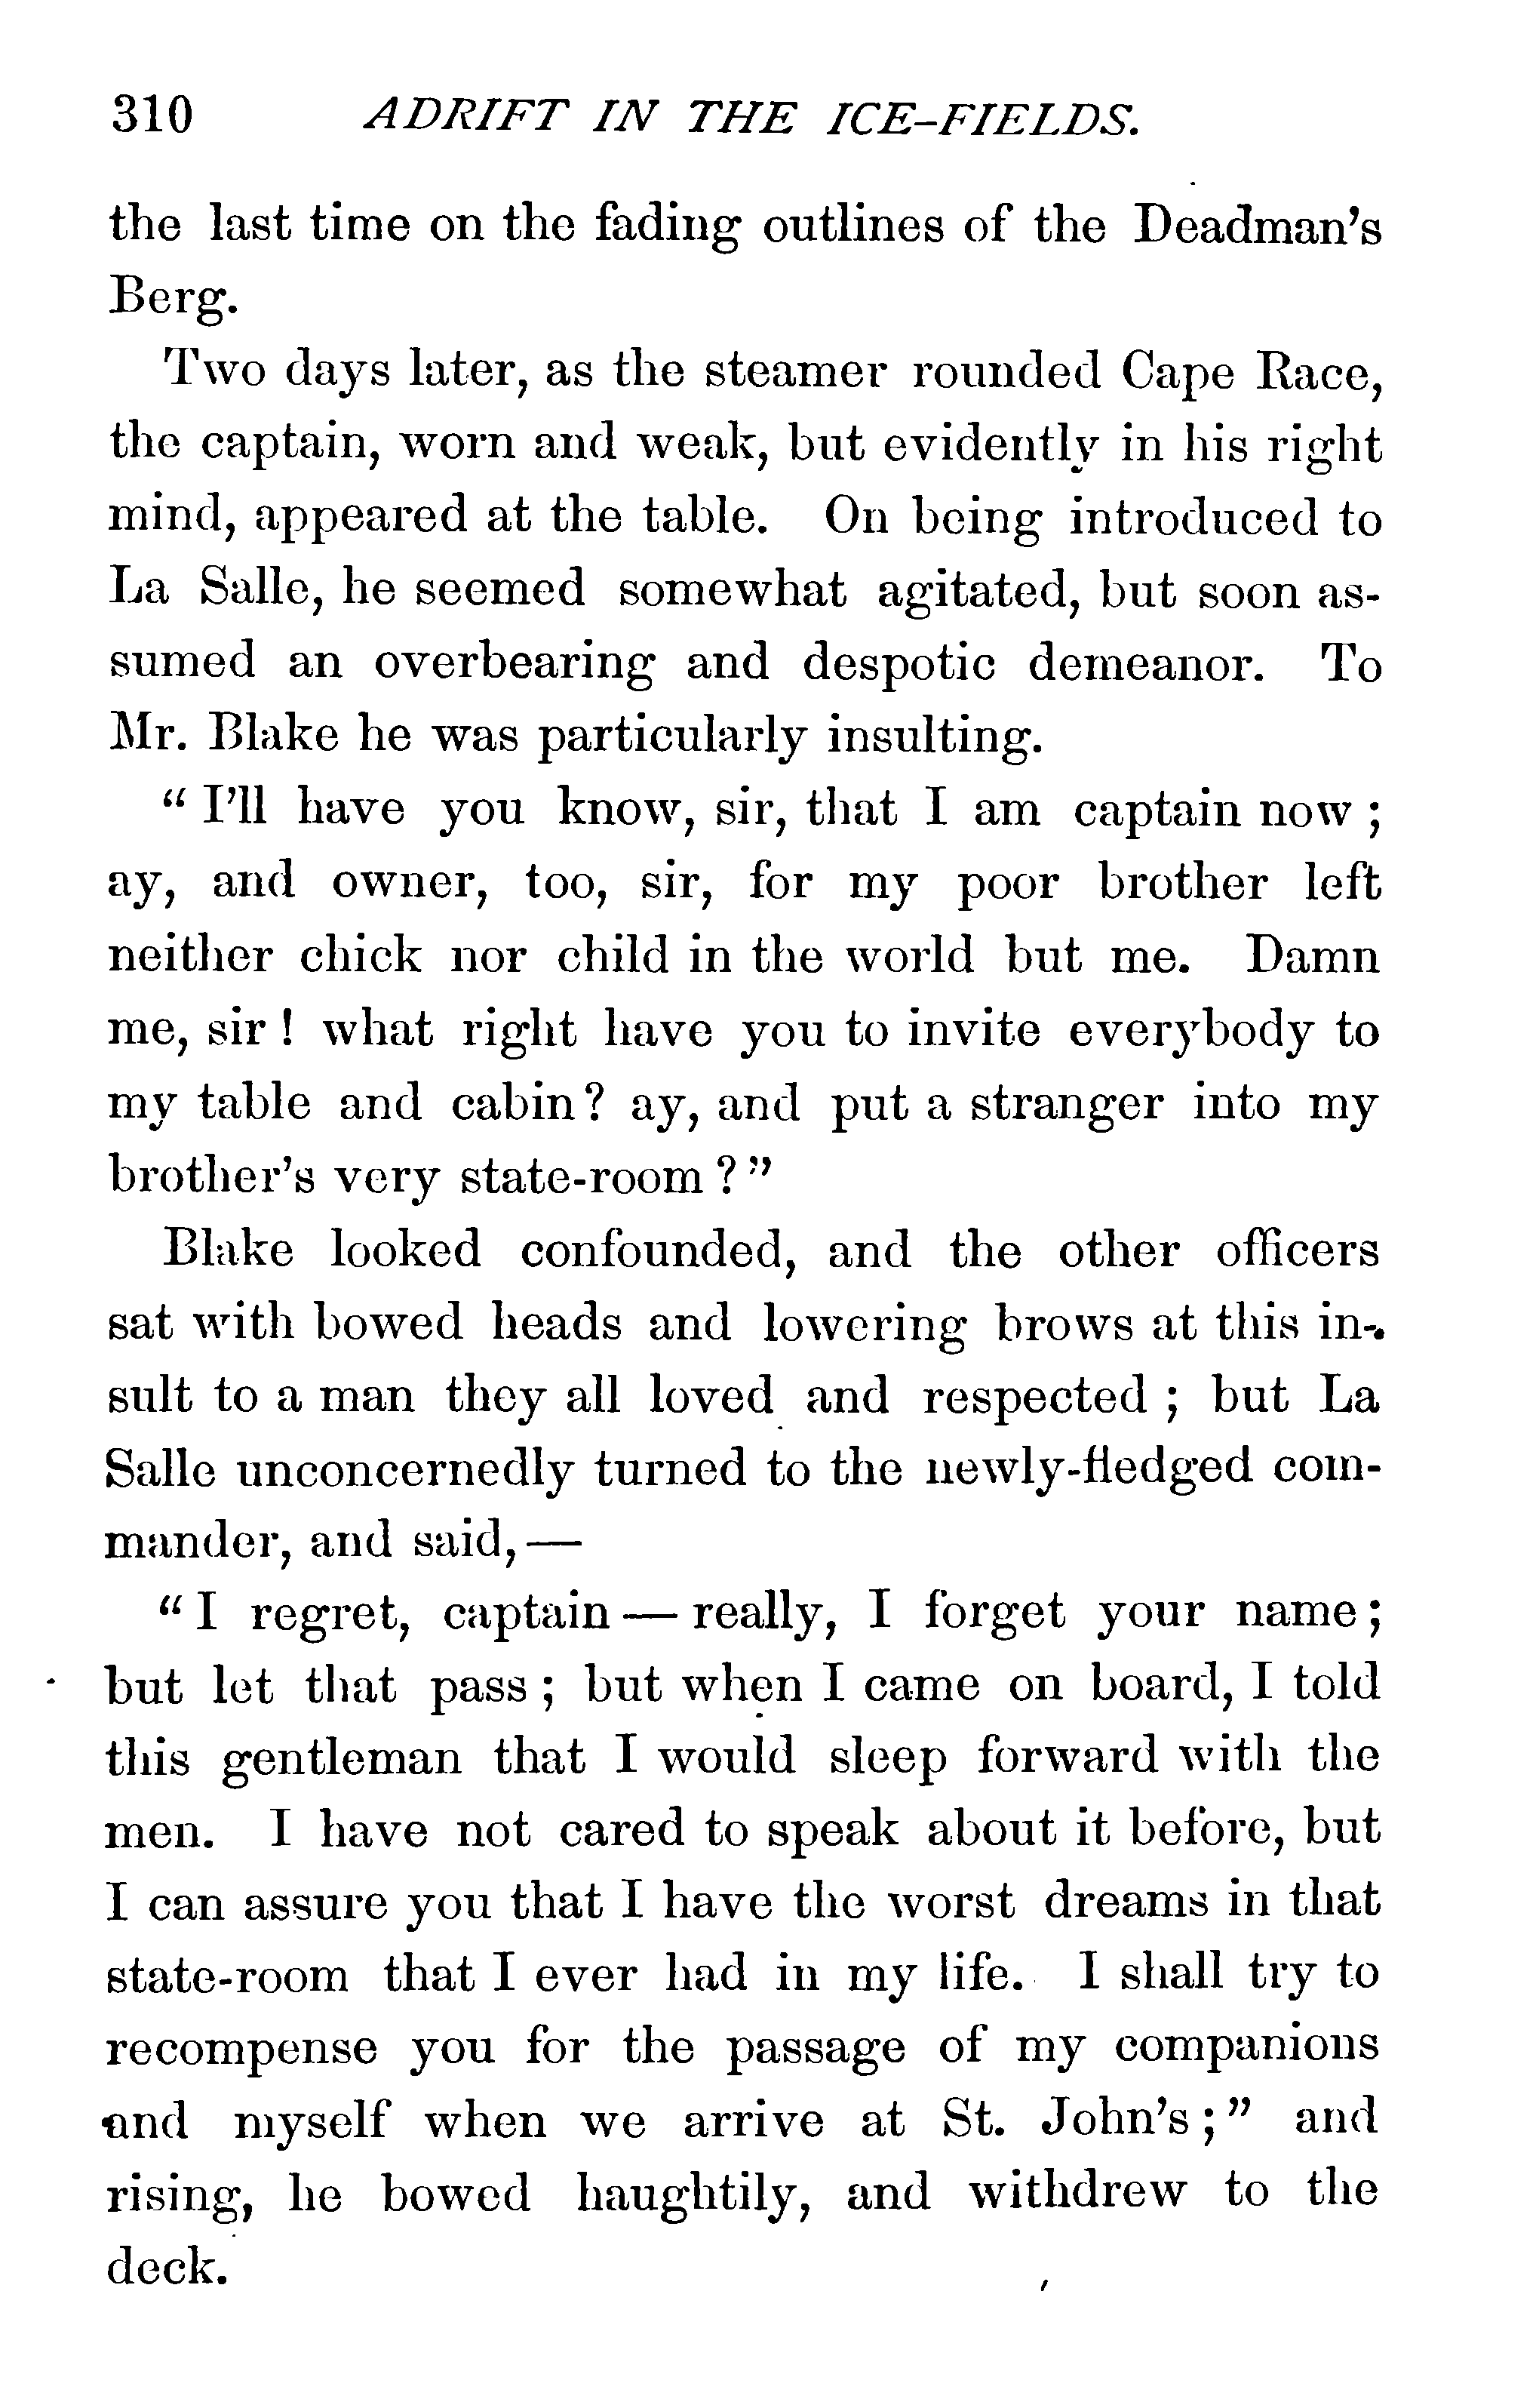 310 ADRIFT IN THE ICE-FIELDS.
the last time on the fading outlines of the Deadman's
Berg.
Two days later, as the steamer rounded Cape Race,
the captain, worn and weak, but evidently in his right
mind, appeared at the table. On being introduced to
La Salle, he seemed somewhat agitated, but soon as-
sumed an overbearing and despotic demeanor. To
Mr. Blake he was particularly insulting.
"I'll have you know, sir, that I am captain now;
ay, and owner, too, sir, for my poor brother left
neither chick nor child in the world but me. Damn
me, sir! what right have you to invite everybody to
my table and cabin? ay, and put a stranger into my
brother's very state-room?"
Blake looked confounded, and the other officers
sat with bowed heads and lowering brows at this in-
sult to a man they all loved and respected; but La
Salle unconcernedly turned to the newly-fledged com-
mander, and said,—
"I regret, captain — really, I forget your name;
but let that pass; but when I came on board, I told
this gentleman that I would sleep forward with the
men. I have not cared to speak about it before, but
I can assure you that I have the worst dreams in that
state-room that I ever had in my life. I shall try to
recompense you for the passage of my companions
and myself when we arrive at St. John's;" and
rising, he bowed haughtily, and withdrew to the
deck.